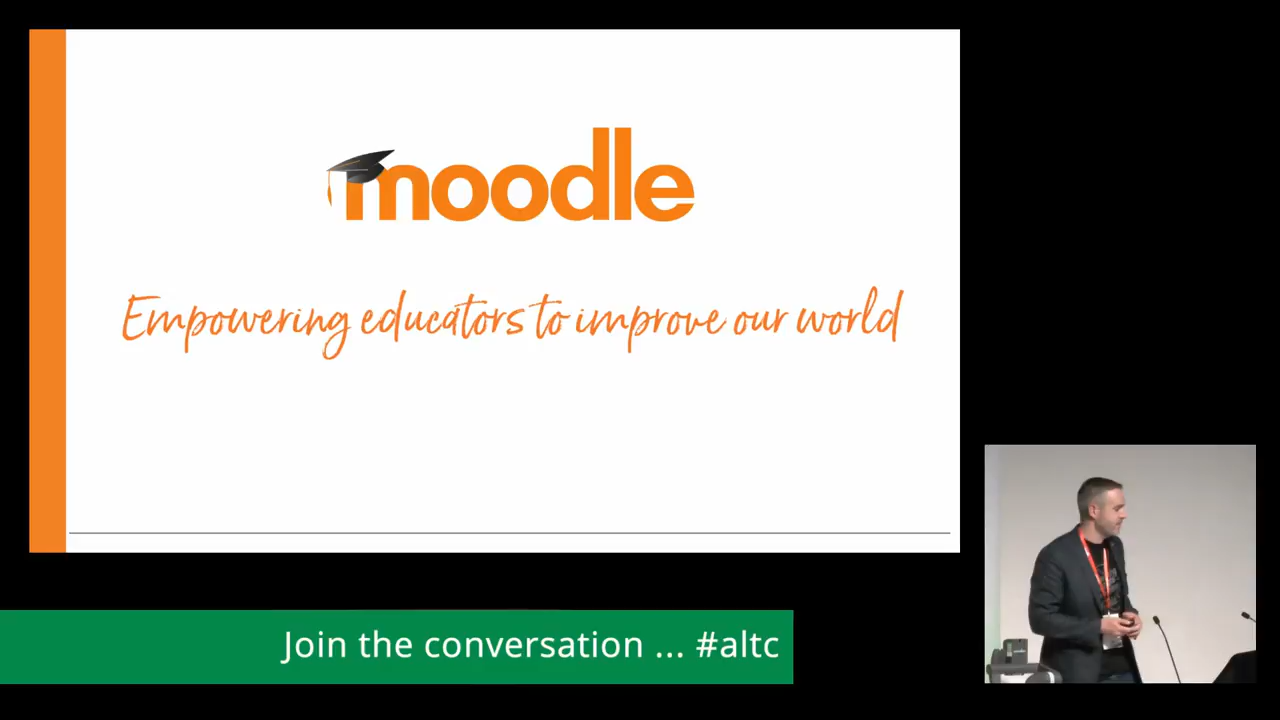 moodle
Empowering educators to improve our world
Join the conversation ... #altc